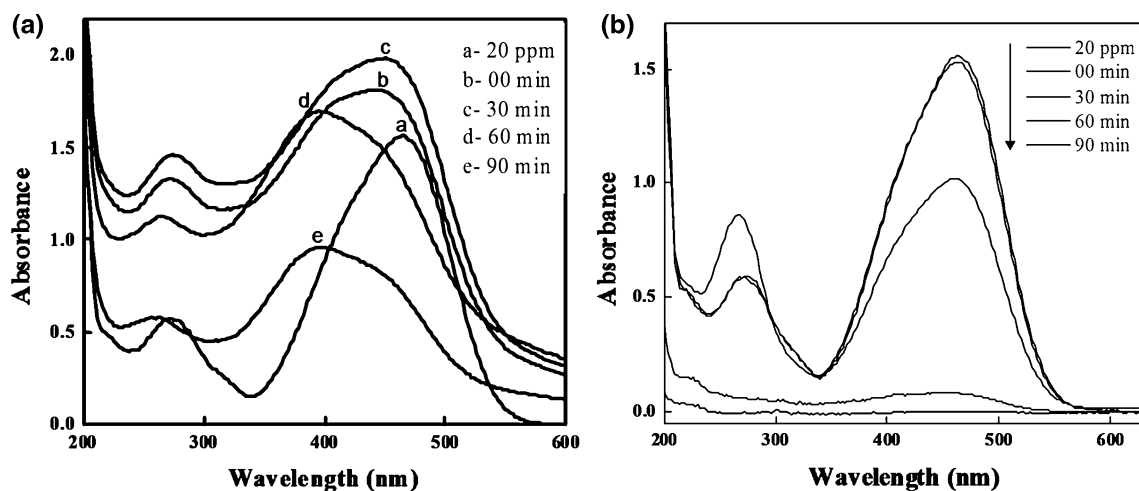 (a)
a- 20 ppm
b- 00 min
c- 30 min
d- 60 min
e- 90 min
c
b
d
a
e
2.0
1.5
1.0
0.5
0.0
200
300
400
500
600
Absorbance
Wavelength (nm)
(b)
20 ppm
00 min
30 min
60 min
90 min
1.5
1.0
0.5
0.0
200
300
400
500
600
Absorbance
Wavelength (nm)